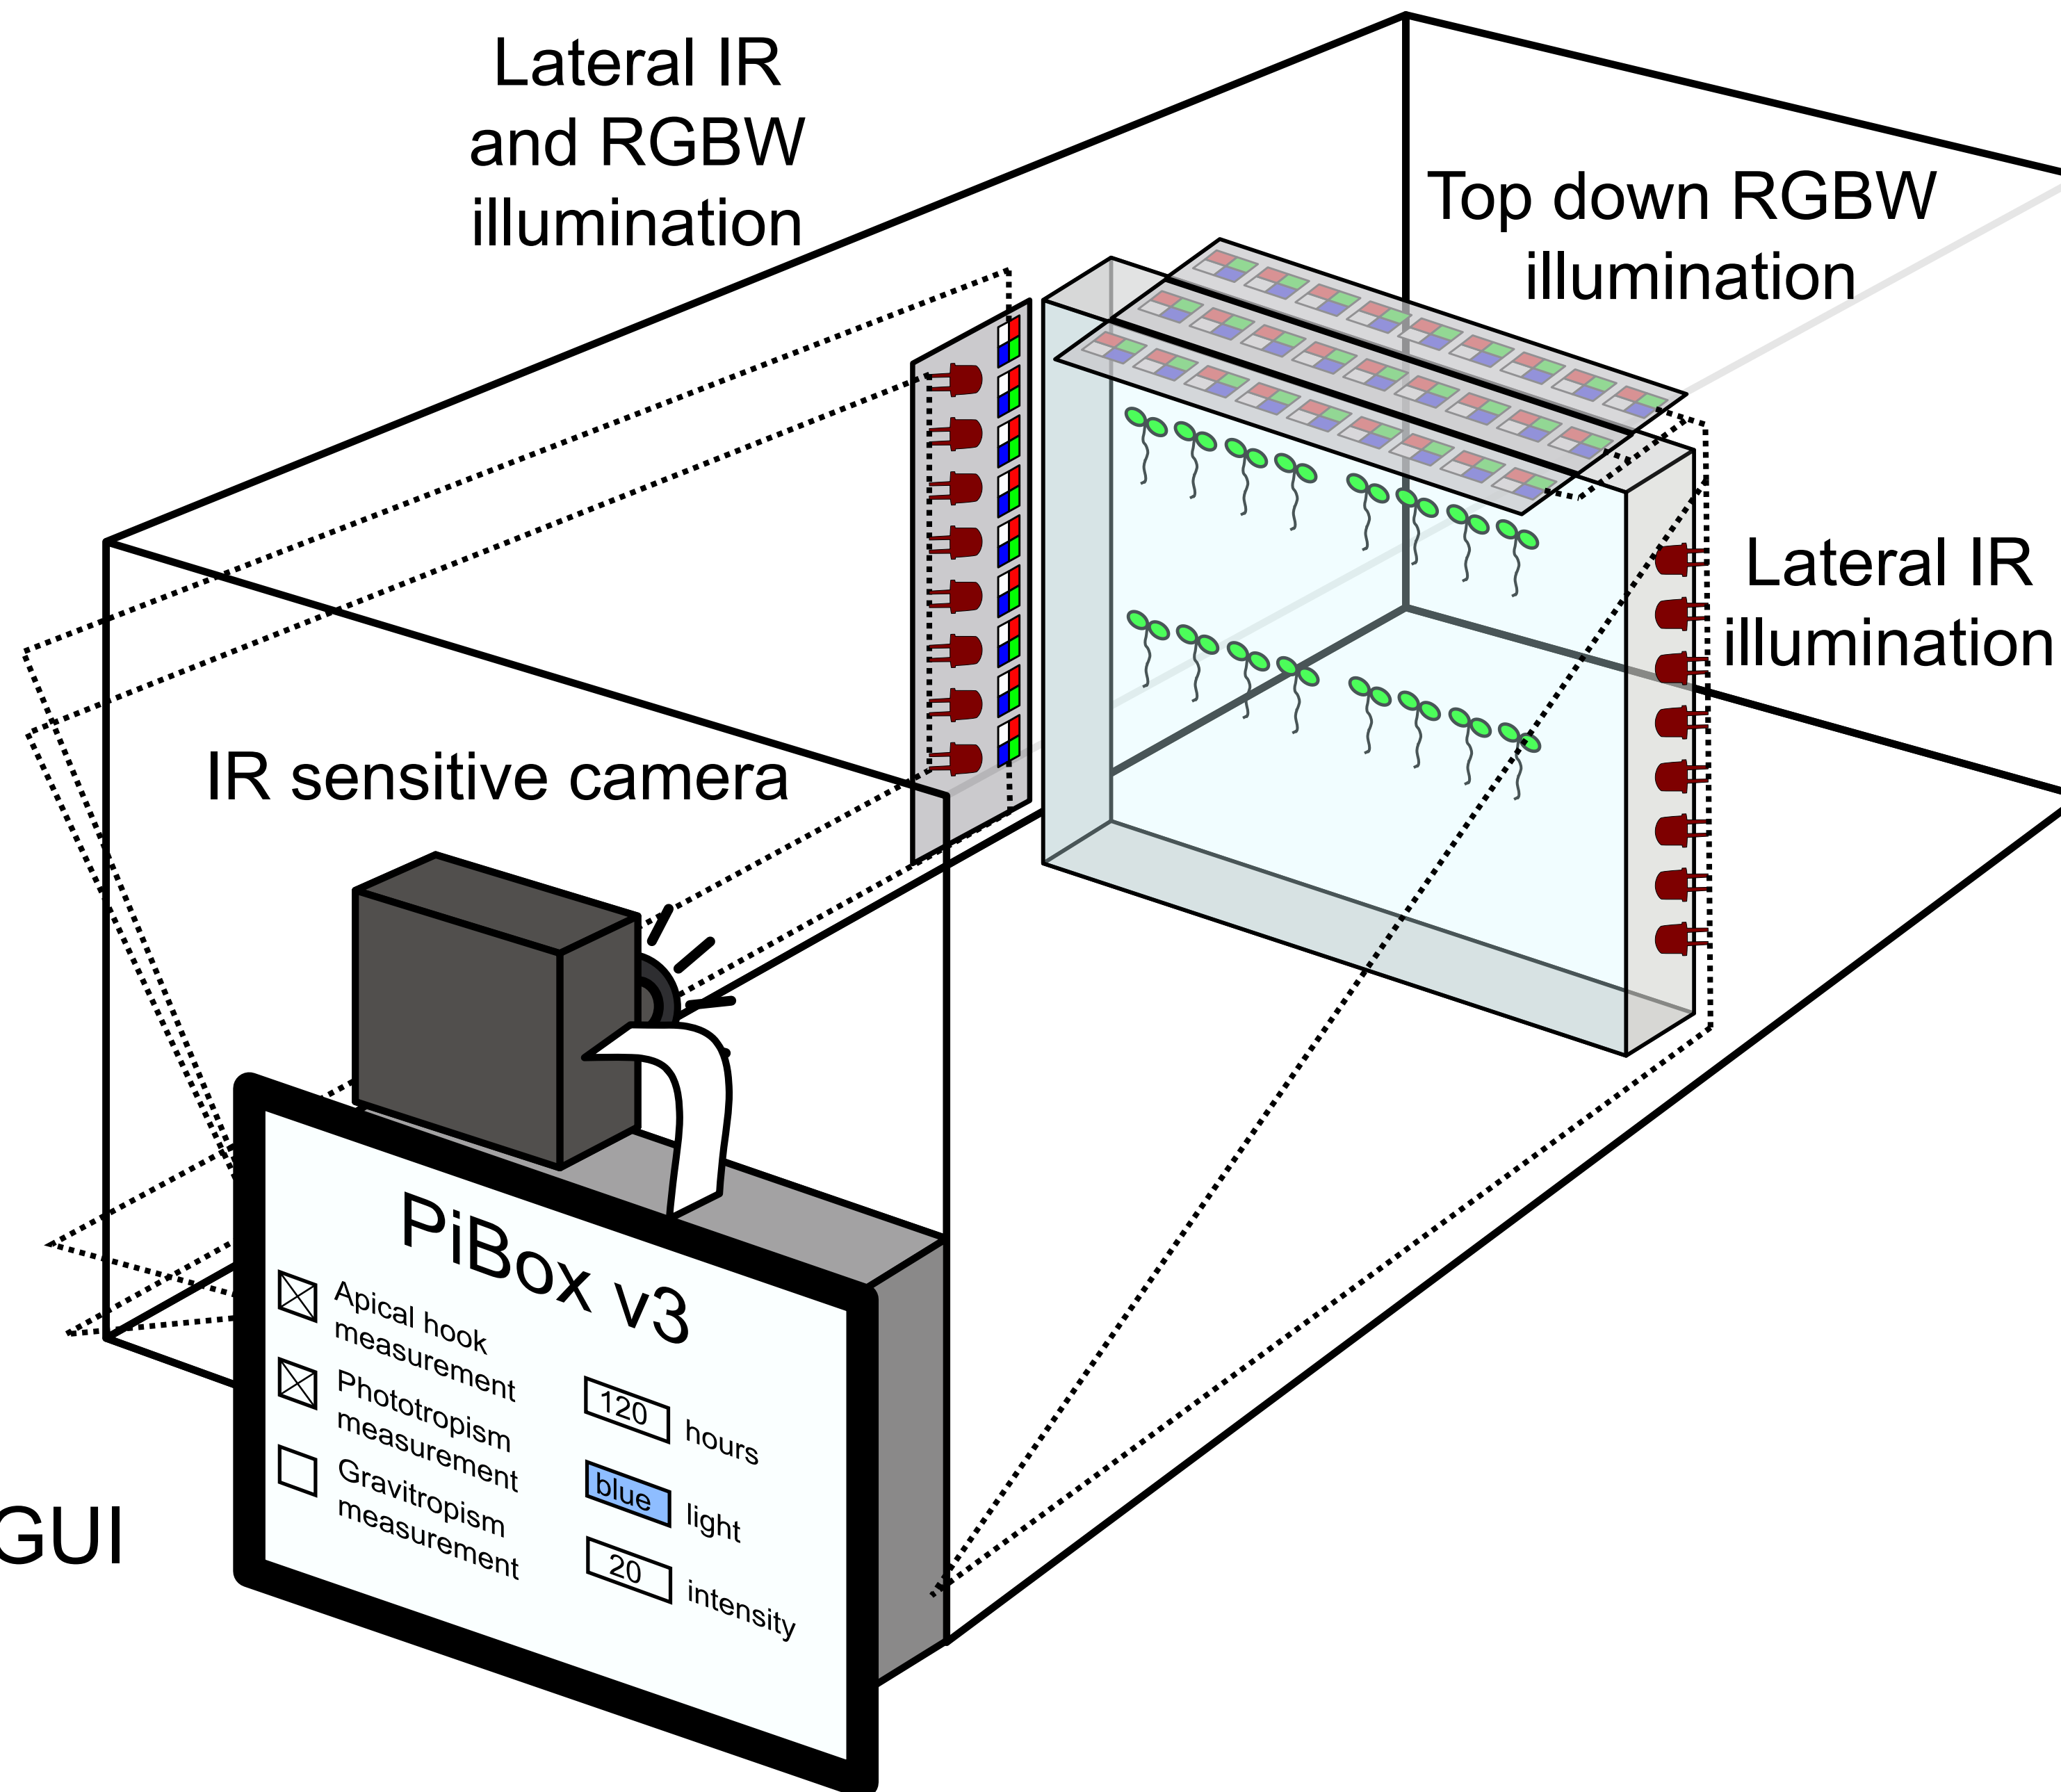 Lateral IR
and RGBW
illumination
Top down RGBW
illumination
Lateral IR
illumination
IR sensitive camera
PiBox v3
Apical hook
measurement
Phototropism
measurement
Gravitropism
measurement
120 hours
blue light
20 intensity
GUI